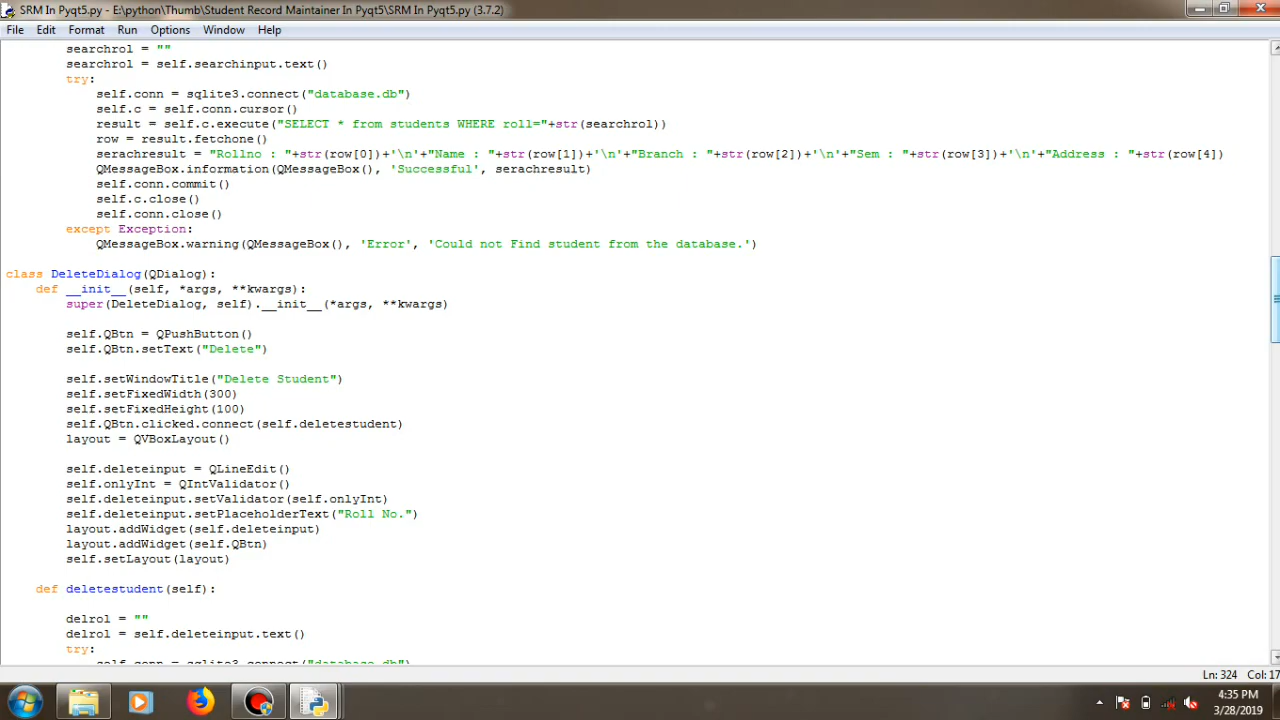 SRM In Pyqt5.py - E:\python\Thumb\Student Record Maintainer In Pyqt5\SRM In Pyqt5.py (3.7.2)
File Edit Format Run Options Window Help
searchrol = ""
searchrol = self.searchinput.text()
try:
self.conn = sqlite3.connect("database.db")
self.c = self.conn.cursor()
result = self.c.execute("SELECT * from students WHERE roll="+str(searchrol))
row = result.fetchone()
serachresult = "Rollno : "+str(row[0])+'\n'+"Name : "+str(row[1])+'\n'+"Branch : "+str(row[2])+'\n'+"Sem : "+str(row[3])+'\n'+"Address : "+str(row[4])
QMessageBox.information(QMessageBox(), 'Successful', serachresult)
self.conn.commit()
self.c.close()
self.conn.close()
except Exception:
QMessageBox.warning(QMessageBox(), 'Error', 'Could not Find student from the database.')
class DeleteDialog(QDialog):
def __init__(self, *args, **kwargs):
super(DeleteDialog, self).__init__(*args, **kwargs)
self.QBtn = QPushButton()
self.QBtn.setText("Delete")
self.setWindowTitle("Delete Student")
self.setFixedWidth(300)
self.setFixedHeight(100)
self.QBtn.clicked.connect(self.deletestudent)
layout = QVBoxLayout()
self.deleteinput = QLineEdit()
self.onlyInt = QIntValidator()
self.deleteinput.setValidator(self.onlyInt)
self.deleteinput.setPlaceholderText("Roll No.")
layout.addWidget(self.deleteinput)
layout.addWidget(self.QBtn)
self.setLayout(layout)
def deletestudent(self):
delrol = ""
delrol = self.deleteinput.text()
try:
self.conn = sqlite3.connect("database.db")
Ln: 324 Col: 17
4:35 PM
3/28/2019